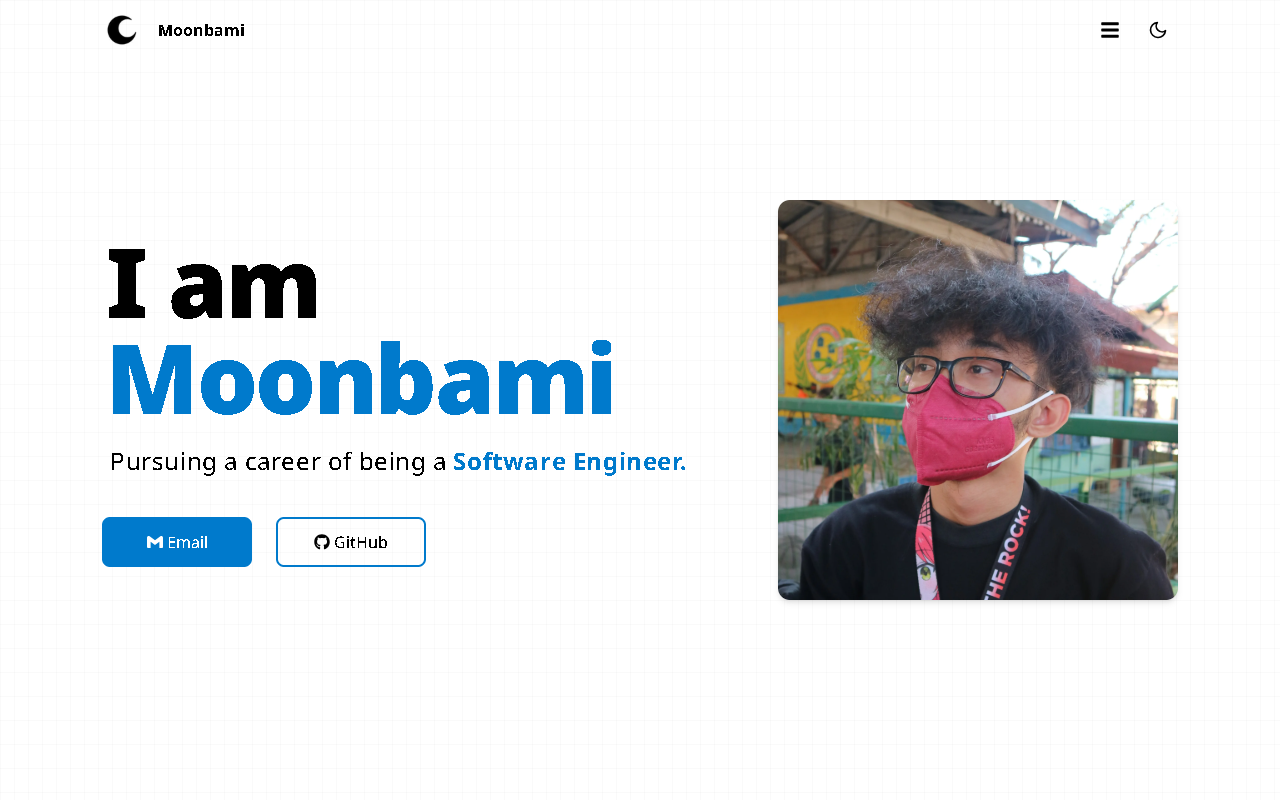 Moonbami
I am
Moonbami
Pursuing a career of being a Software Engineer.
Email
GitHub
THE ROCK!